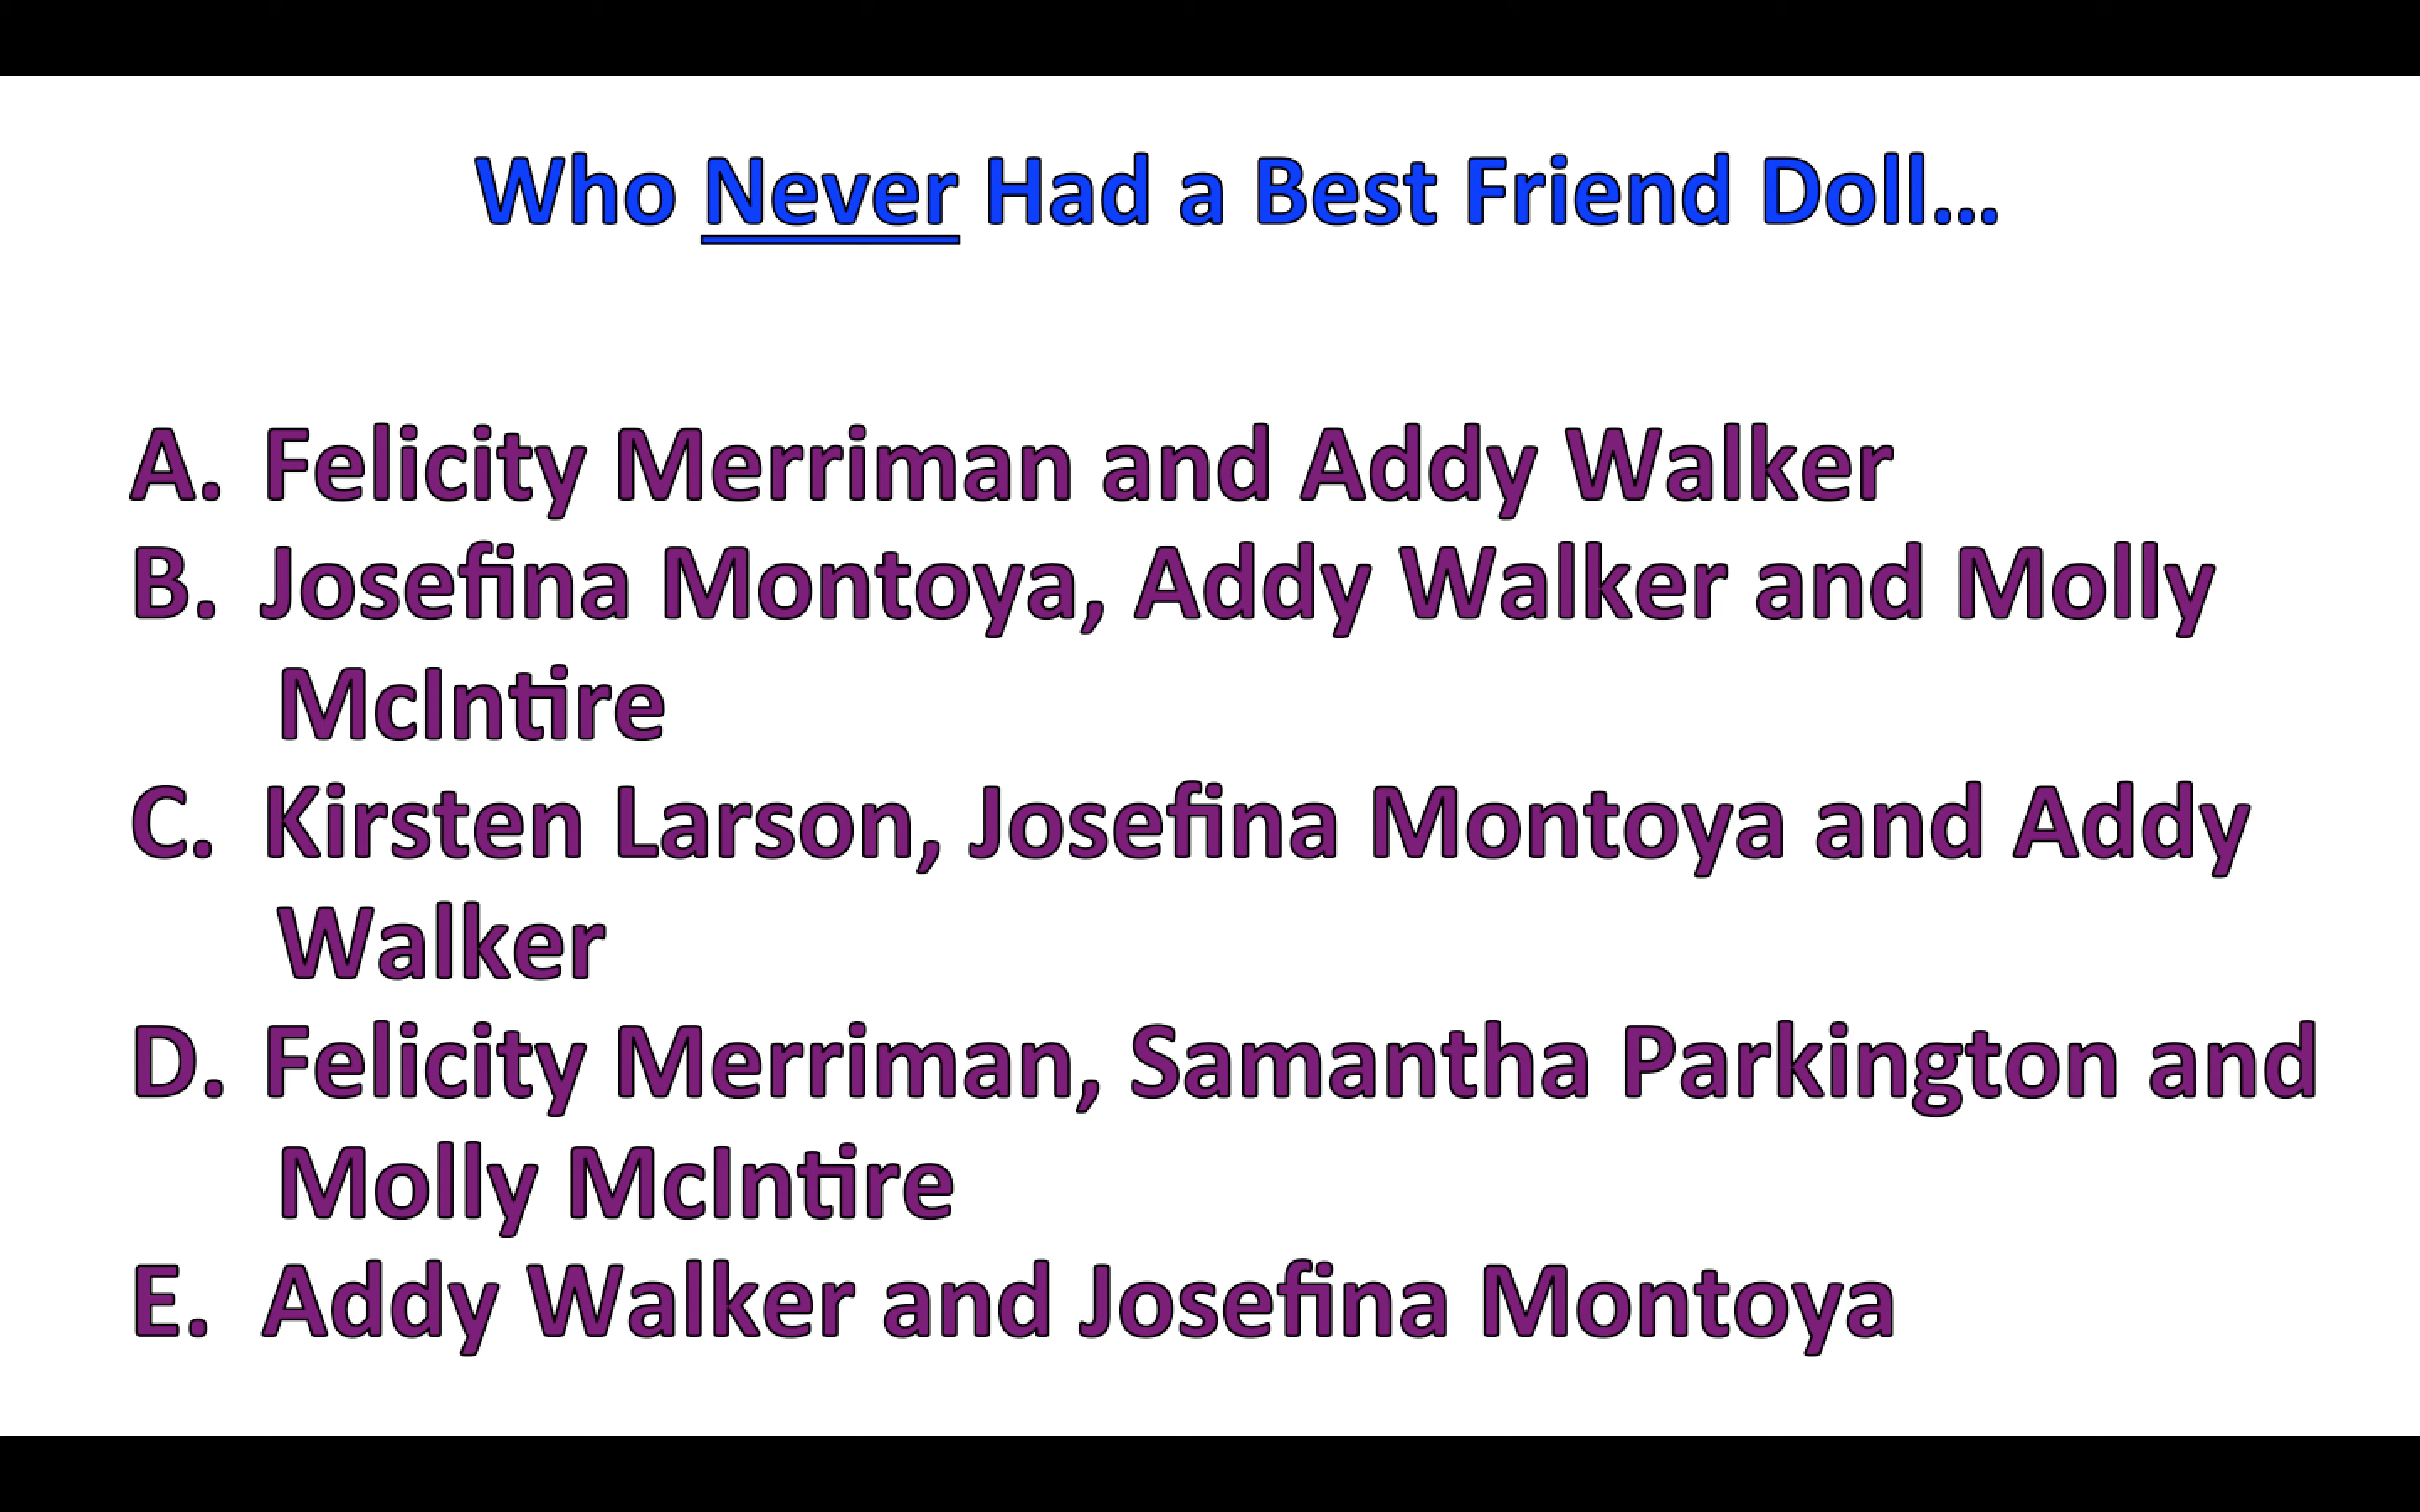 Who Never Had a Best Friend Doll...
A. Felicity Merriman and Addy Walker
B. Josefina Montoya, Addy Walker and Molly
McIntire
C. Kirsten Larson, Josefina Montoya and Addy
Walker
D. Felicity Merriman, Samantha Parkington and
Molly McIntire
E. Addy Walker and Josefina Montoya